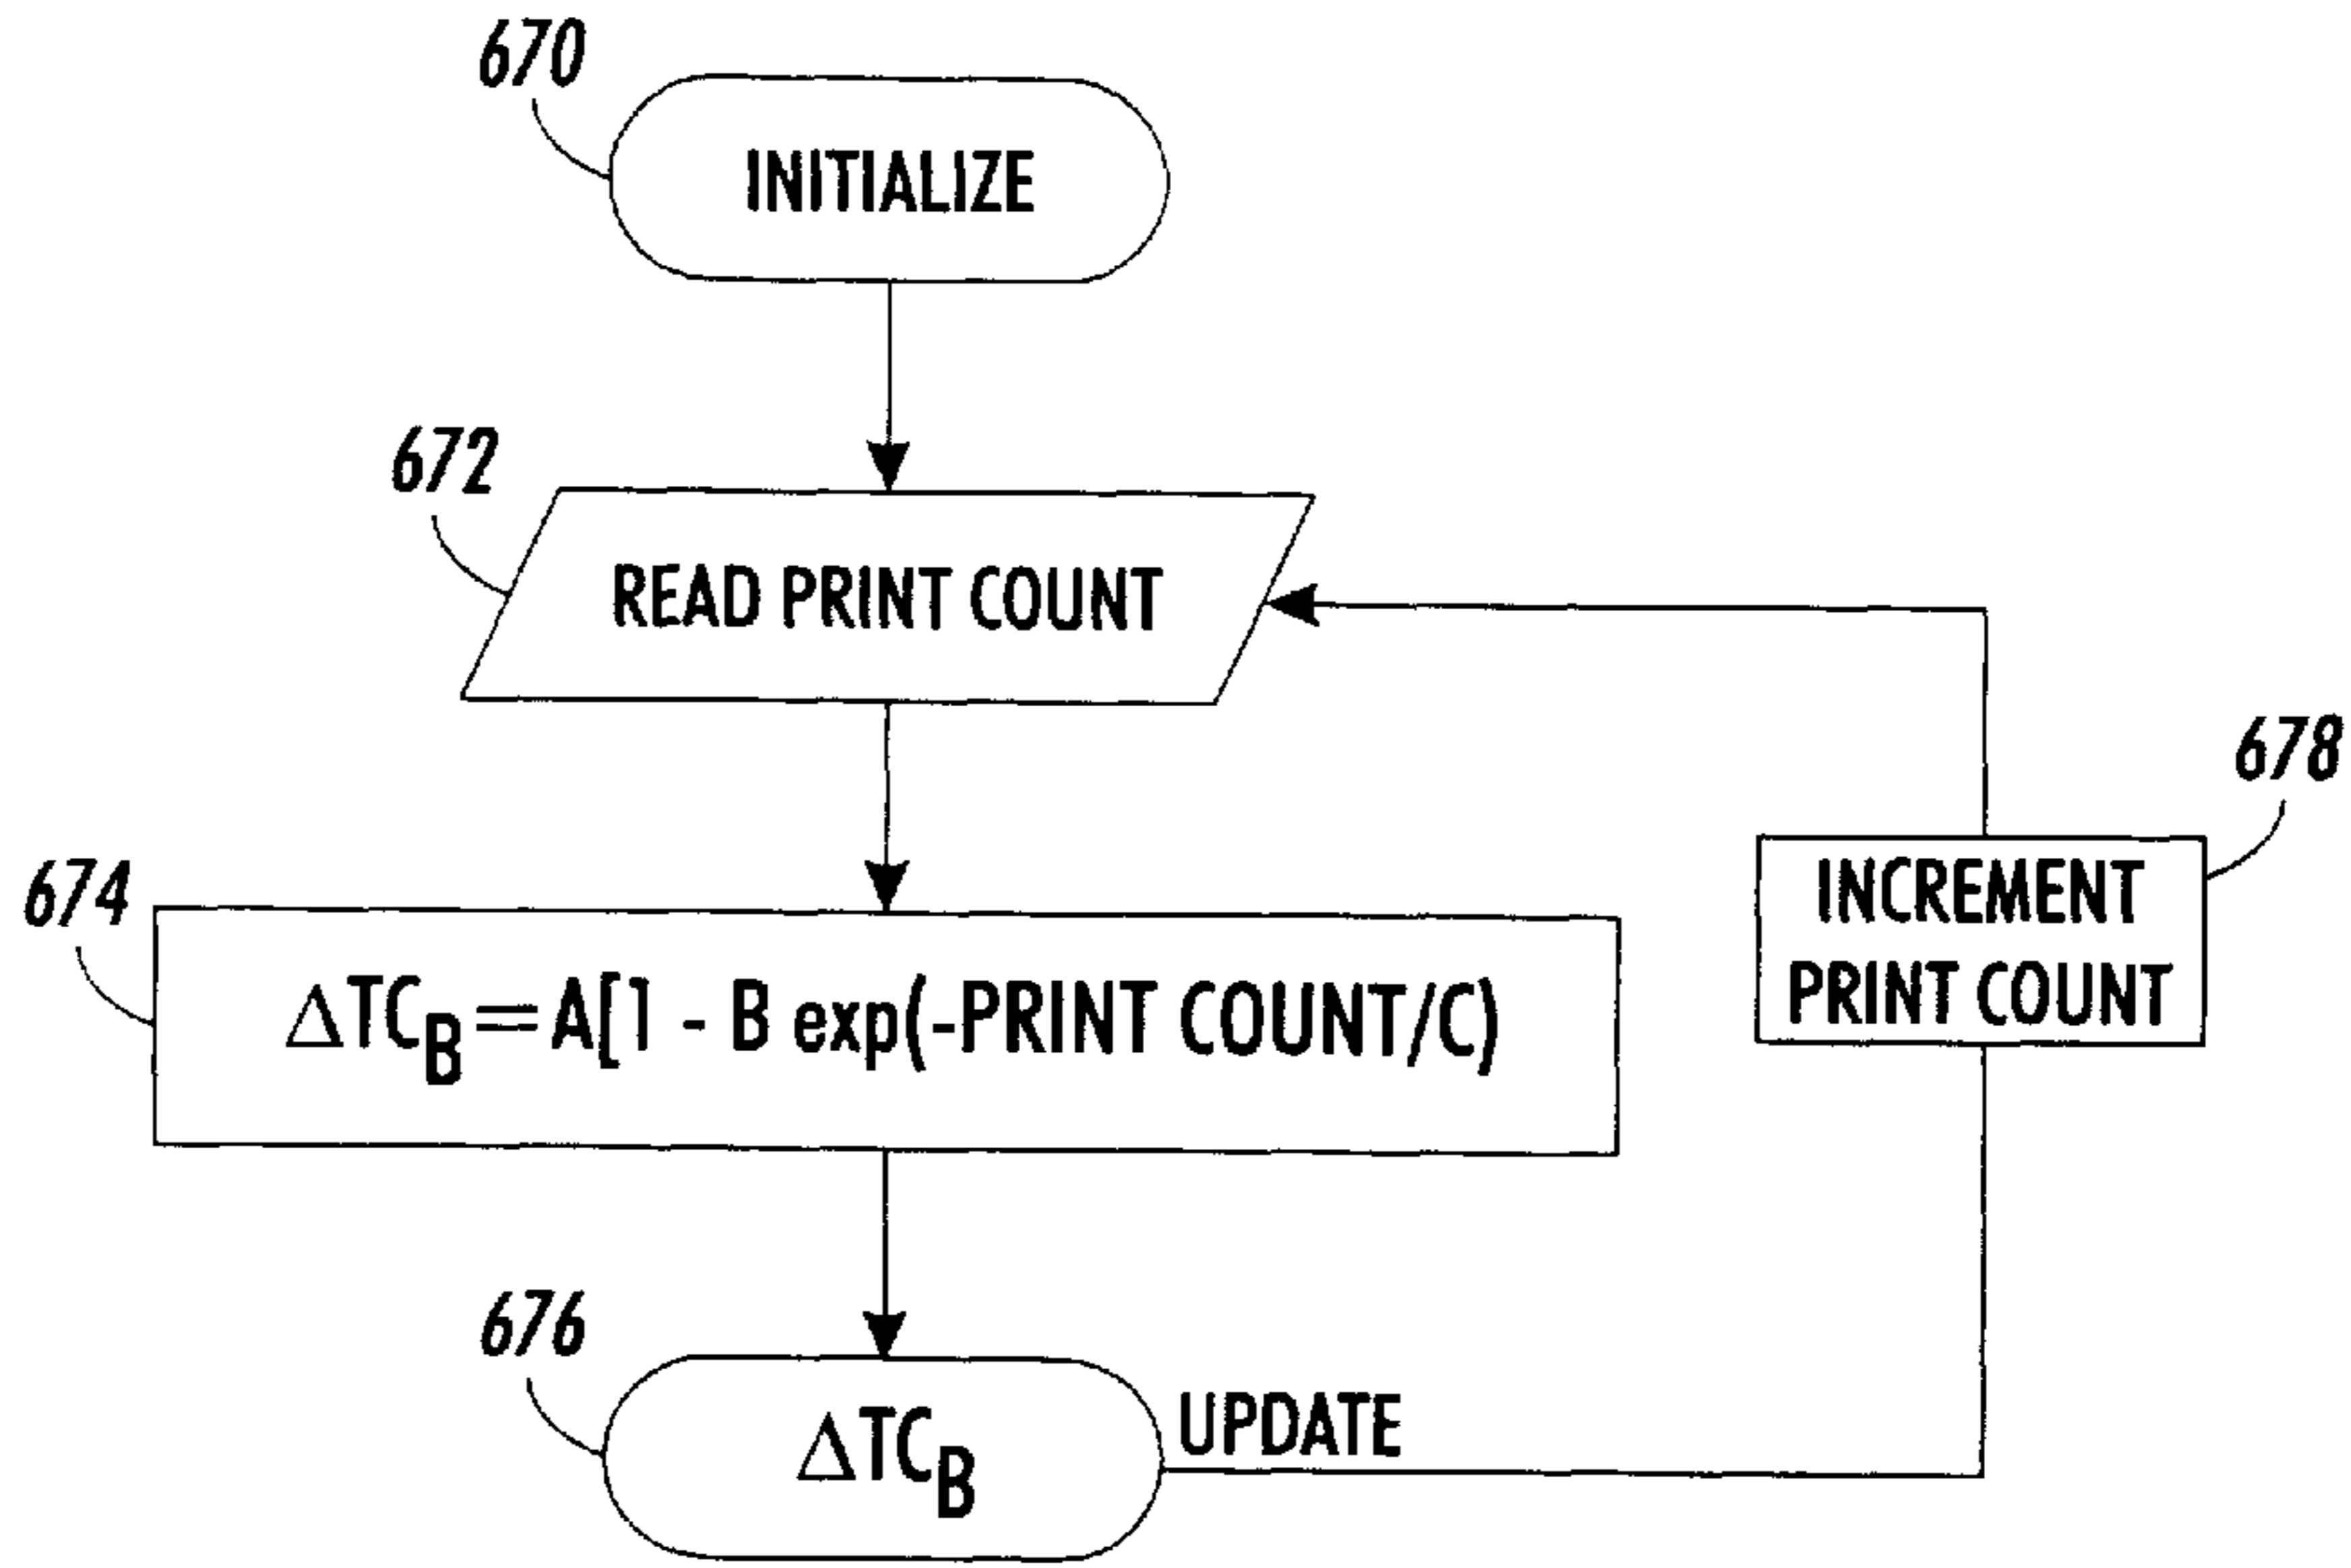 670
INITIALIZE
672
READ PRINT COUNT
678
INCREMENT
PRINT COUNT
674
ΔTC_B = A[1 - B exp(-PRINT COUNT/C)
676
ΔTC_B
UPDATE